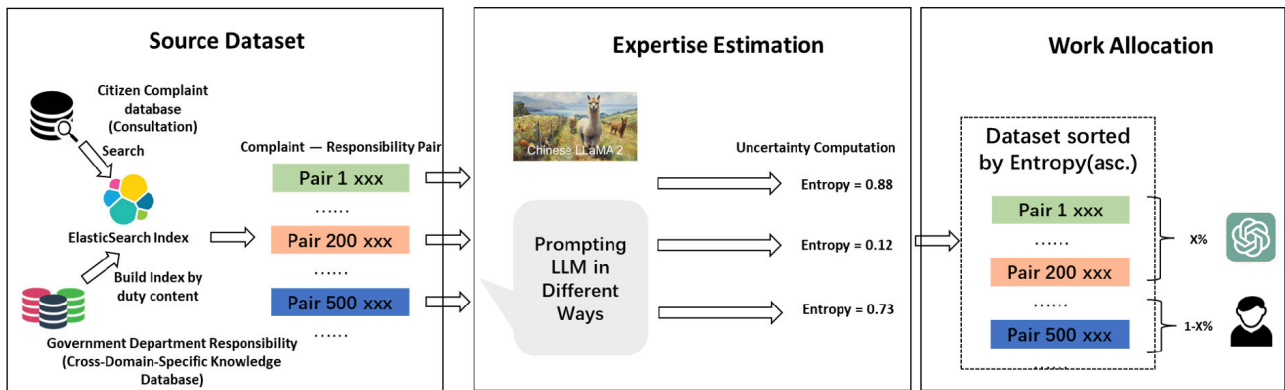 Source Dataset
Citizen Complaint
database
(Consultation)
Search
ElasticSearch Index
Build Index by
duty content
Government Department Responsibility
(Cross-Domain-Specific Knowledge
Database)
Complaint — Responsibility Pair
Pair 1 xxx
......
Pair 200 xxx
......
Pair 500 xxx
......
Expertise Estimation
Chinese LLaMA 2
Prompting
LLM in
Different
Ways
Uncertainty Computation
Entropy = 0.88
Entropy = 0.12
Entropy = 0.73
Work Allocation
Dataset sorted
by Entropy(asc.)
Pair 1 xxx
......
Pair 200 xxx
......
Pair 500 xxx
......
X%
1-X%